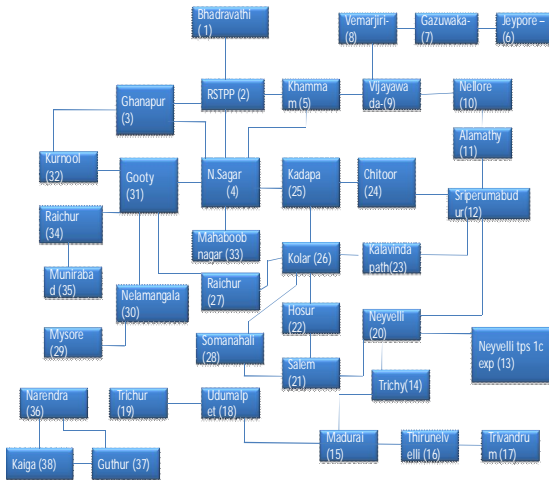 Bhadravathi
( 1)
Vemarjiri-
(8)
Gazuwaka-
(7)
Jeypore –
( 6)
Ghanapur
(3)
RSTPP (2)
Khamma
m (5)
Vijayawa
da-(9)
Nellore
(10)
Alamathy
(11)
Kurnool
(32)
Gooty
(31)
N.Sagar
(4)
Kadapa
(25)
Chitoor
(24)
Sriperumabud
ur(12)
Raichur
(34)
Mahaboob
nagar (33)
Kolar (26)
Kalavinda
path(23)
Muniraba
d (35)
Nelamangala
(30)
Raichur
(27)
Hosur
(22)
Neyvelli
(20)
Mysore
(29)
Somanahali
(28)
Salem
(21)
Neyvelli tps 1c
exp (13)
Trichy(14)
Narendra
(36)
Trichur
(19)
Udumalp
et (18)
Kaiga (38)
Guthur (37)
Madurai
(15)
Thirunelv
elli (16)
Trivandru
m (17)